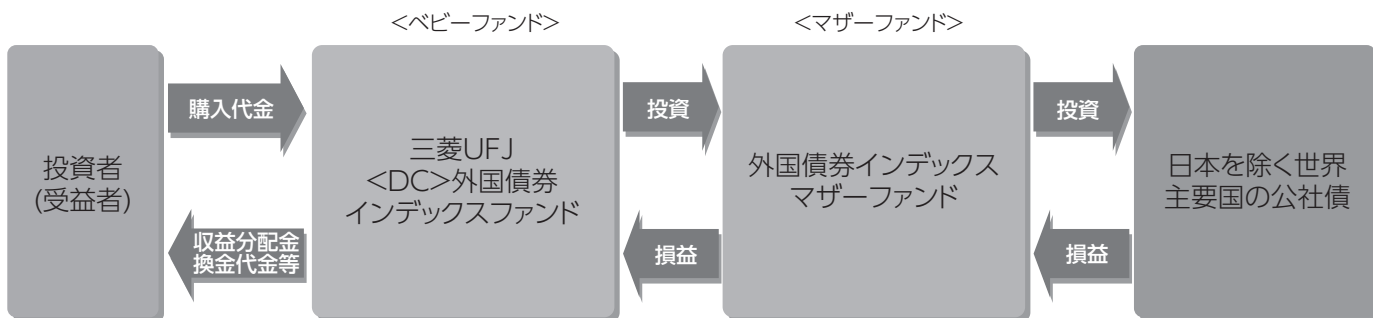 <ベビーファンド>
<マザーファンド>
投資者
(受益者)
購入代金
収益分配金
換金代金等
三菱UFJ
<DC>外国債券
インデックスファンド
投資
損益
外国債券インデックス
マザーファンド
投資
損益
日本を除く世界
主要国の公社債